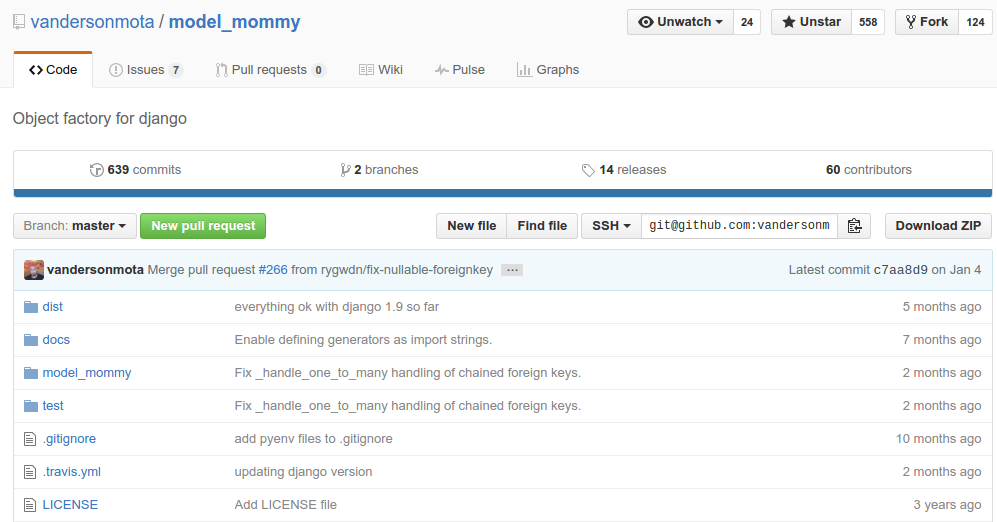 vandersonmota / model_mommy
Unwatch 24 Unstar 558 Fork 124
Code Issues 7 Pull requests 0 Wiki Pulse Graphs
Object factory for django
639 commits 2 branches 14 releases 60 contributors
Branch: master New pull request New file Find file SSH git@github.com:vandersonm Download ZIP
vandersonmota Merge pull request #266 from rygwdn/fix-nullable-foreignkey ... Latest commit c7aa8d9 on Jan 4
dist everything ok with django 1.9 so far 5 months ago
docs Enable defining generators as import strings. 7 months ago
model_mommy Fix _handle_one_to_many handling of chained foreign keys. 2 months ago
test Fix _handle_one_to_many handling of chained foreign keys. 2 months ago
.gitignore add pyenv files to .gitignore 10 months ago
.travis.yml updating django version 2 months ago
LICENSE Add LICENSE file 3 years ago